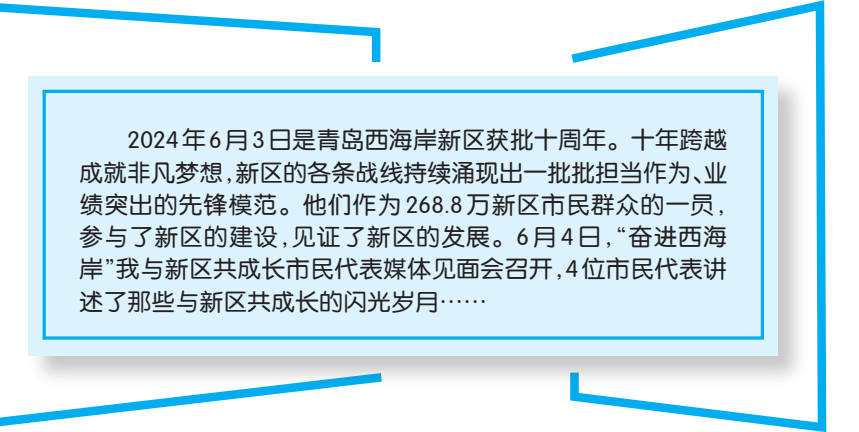 2024年6月3日是青岛西海岸新区获批十周年。十年跨越
成就非凡梦想,新区的各条战线持续涌现出一批批担当作为、业
绩突出的先锋模范。他们作为268.8万新区市民群众的一员,
参与了新区的建设,见证了新区的发展。6月4日,“奋进西海
岸”我与新区共成长市民代表媒体见面会召开,4位市民代表讲
述了那些与新区共成长的闪光岁月……